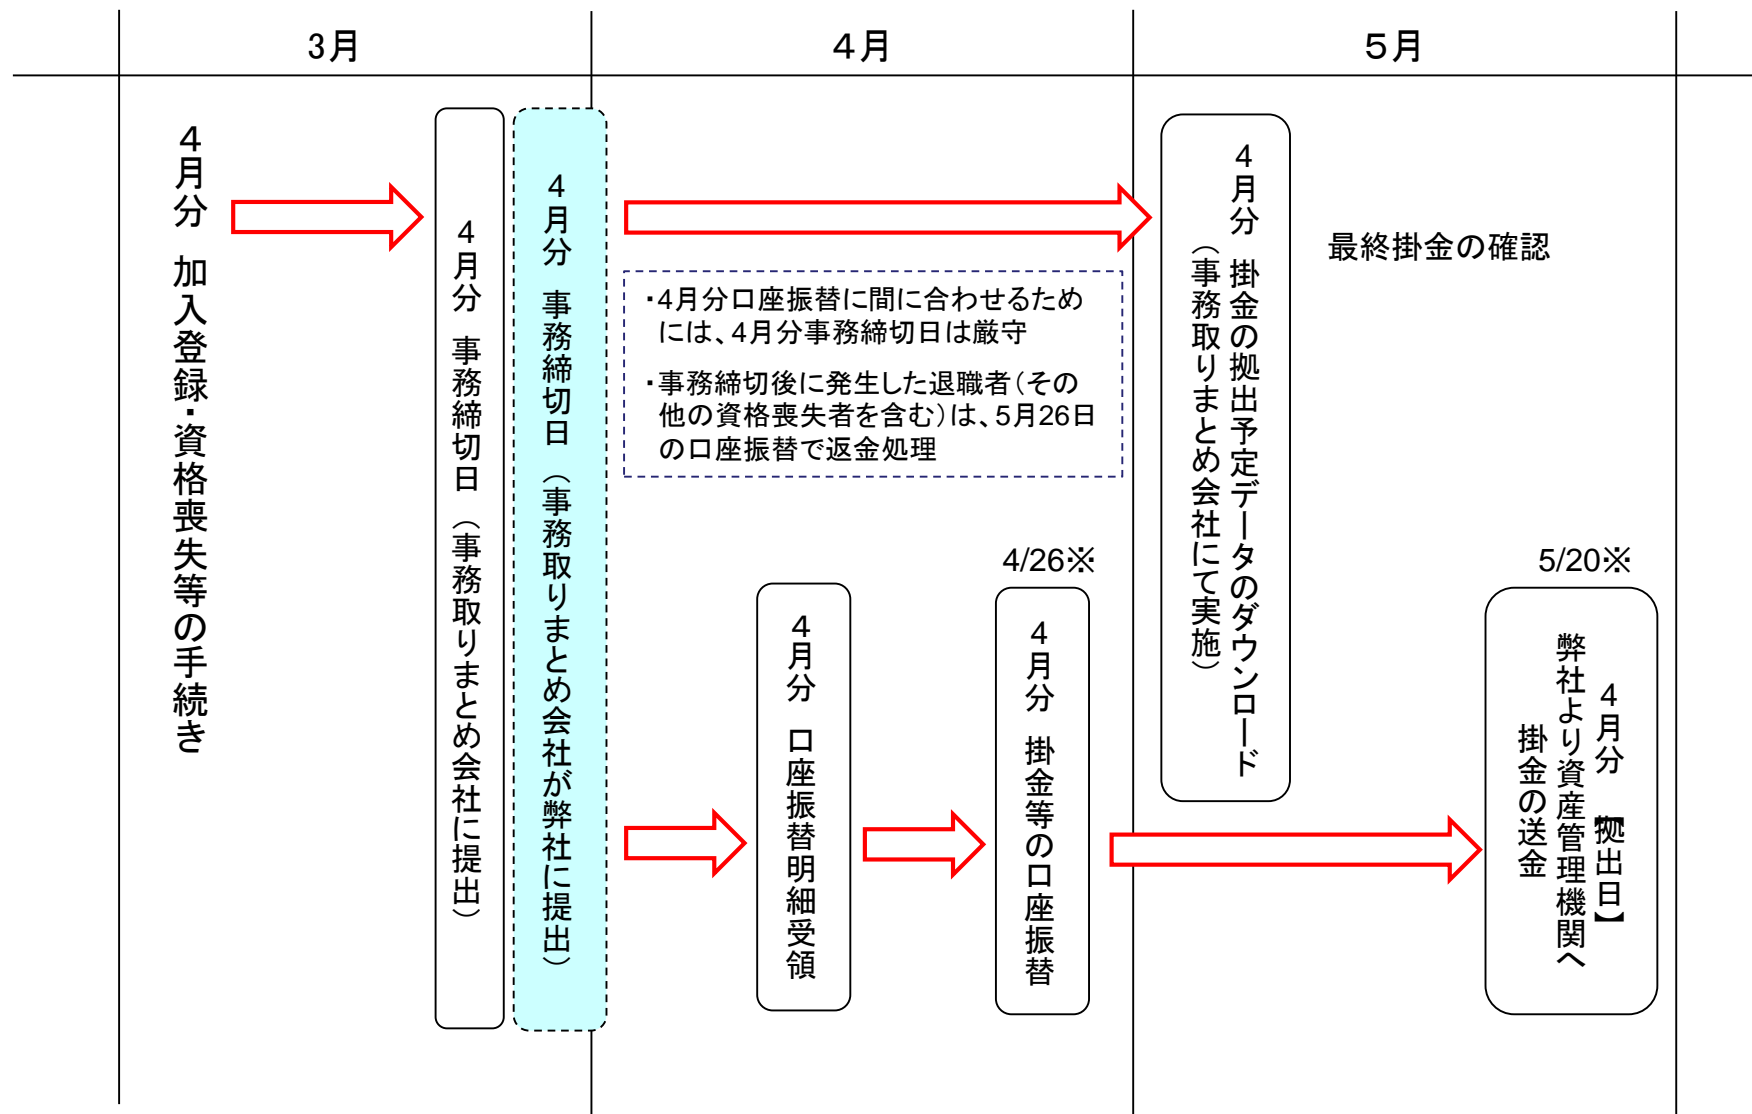 3月
４月
５月
４月分 加入登録・資格喪失等の手続き
４月分 事務締切日 （事務取りまとめ会社に提出）
４月分 事務締切日 （事務取りまとめ会社が弊社に提出）
・4月分口座振替に間に合わせるため
には、4月分事務締切日は厳守
・事務締切後に発生した退職者（その
他の資格喪失者を含む）は、5月26日
の口座振替で返金処理
４月分 口座振替明細受領
4/26※
４月分 掛金等の口座振替
４月分 掛金の拠出予定データのダウンロード
（事務取りまとめ会社にて実施）
最終掛金の確認
5/20※
４月分 【拠出日】
弊社より資産管理機関へ
掛金の送金